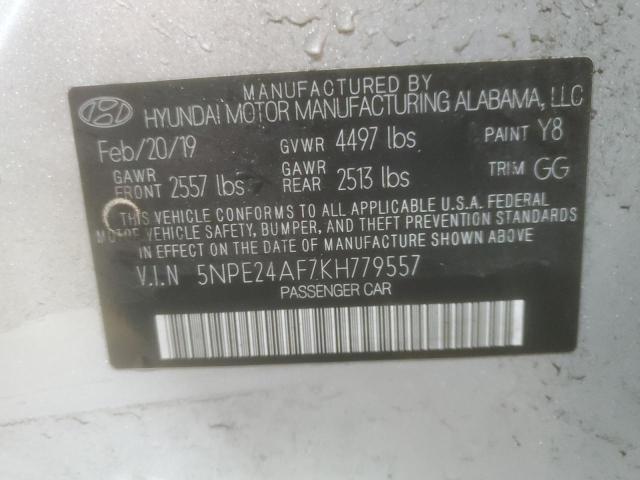 MANUFACTURED BY
HYUNDAI MOTOR MANUFACTURING ALABAMA, LLC
Feb/20/19 GVWR 4497 lbs PAINT Y8
GAWR FRONT 2557 lbs GAWR REAR 2513 lbs TRIM GG
THIS VEHICLE CONFORMS TO ALL APPLICABLE U.S.A. FEDERAL
MOTOR VEHICLE SAFETY, BUMPER, AND THEFT PREVENTION STANDARDS
IN EFFECT ON THE DATE OF MANUFACTURE SHOWN ABOVE.
V.I.N 5NPE24AF7KH779557
PASSENGER CAR